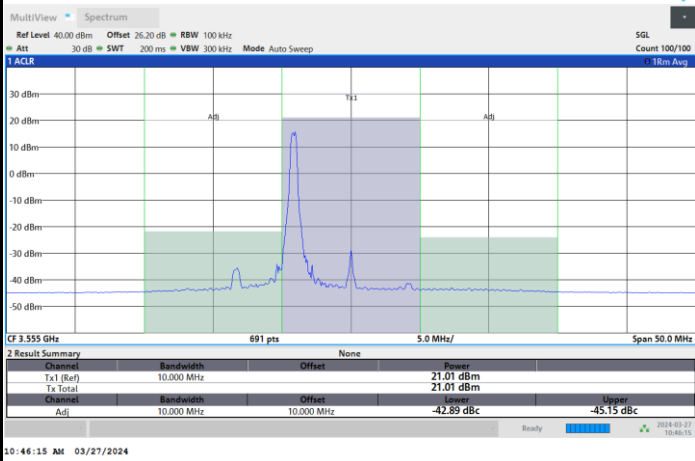 MultiView Spectrum
Ref Level 40.00 dBm Offset 26.20 dB RBW 100 kHz SGL
Att 30 dB SWT 200 ms VBW 300 kHz Mode Auto Sweep Count 100/100
1 ACLR 1Rm Avg
30 dBm
Tx1
20 dBm
Adj Adj
10 dBm
0 dBm
-10 dBm
-20 dBm
-30 dBm
-40 dBm
-50 dBm
CF 3.555 GHz 691 pts 5.0 MHz/ Span 50.0 MHz
2 Result Summary None
Channel Bandwidth Offset Power
Tx1 (Ref) 10.000 MHz 21.01 dBm
Tx Total 21.01 dBm
Channel Bandwidth Offset Lower Upper
Adj 10.000 MHz 10.000 MHz -42.89 dBc -45.15 dBc
Ready 2024-03-27
10:46:15
10:46:15 AM 03/27/2024